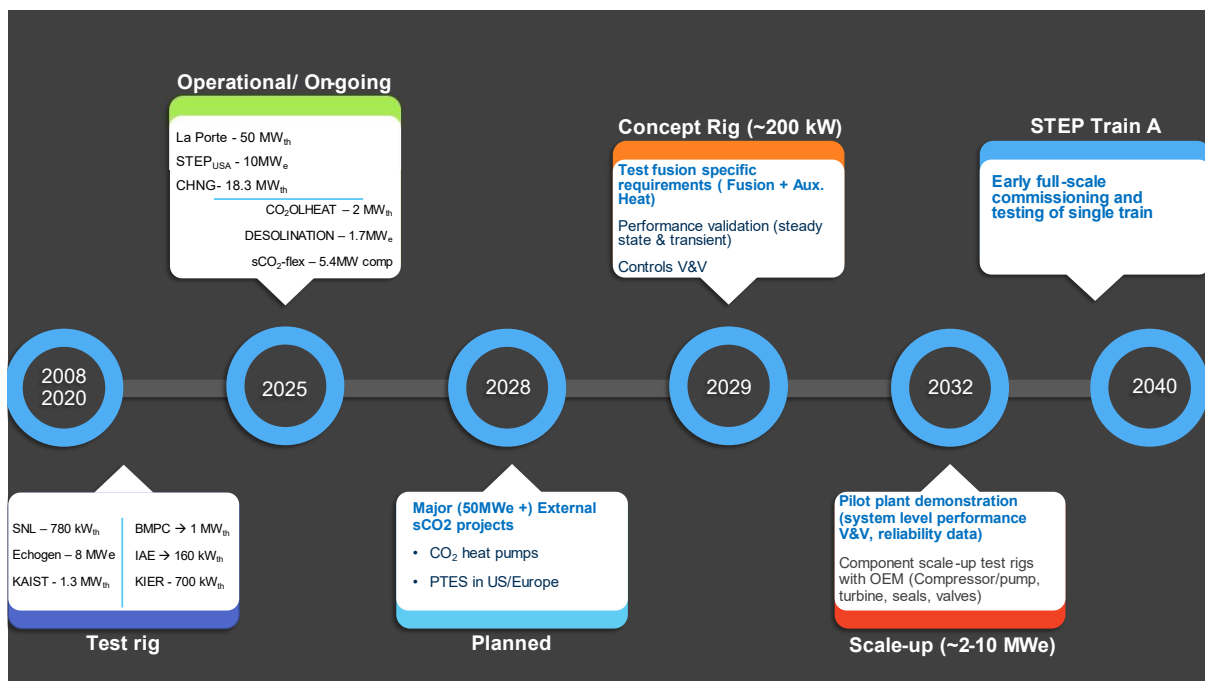 Operational/ On-going
La Porte - 50 MWth
STEPUSA - 10MWe
CHNG- 18.3 MWth
CO2OLHEAT – 2 MWth
DESOLINATION – 1.7MWe
sCO2-flex – 5.4MW comp
Concept Rig (~200 kW)
Test fusion specific
requirements ( Fusion + Aux.
Heat)
Performance validation (steady
state & transient)
Controls V&V
STEP Train A
Early full-scale
commissioning and
testing of single train
2008
2020
2025
2028
2029
2032
2040
SNL – 780 kWth
Echogen – 8 MWe
KAIST - 1.3 MWth
BMPC → 1 MWth
IAE → 160 kWth
KIER - 700 kWth
Test rig
Major (50MWe +) External
sCO2 projects
• CO2 heat pumps
• PTES in US/Europe
Planned
Pilot plant demonstration
(system level performance
V&V, reliability data)
Component scale-up test rigs
with OEM (Compressor/pump,
turbine, seals, valves)
Scale-up (~2-10 MWe)